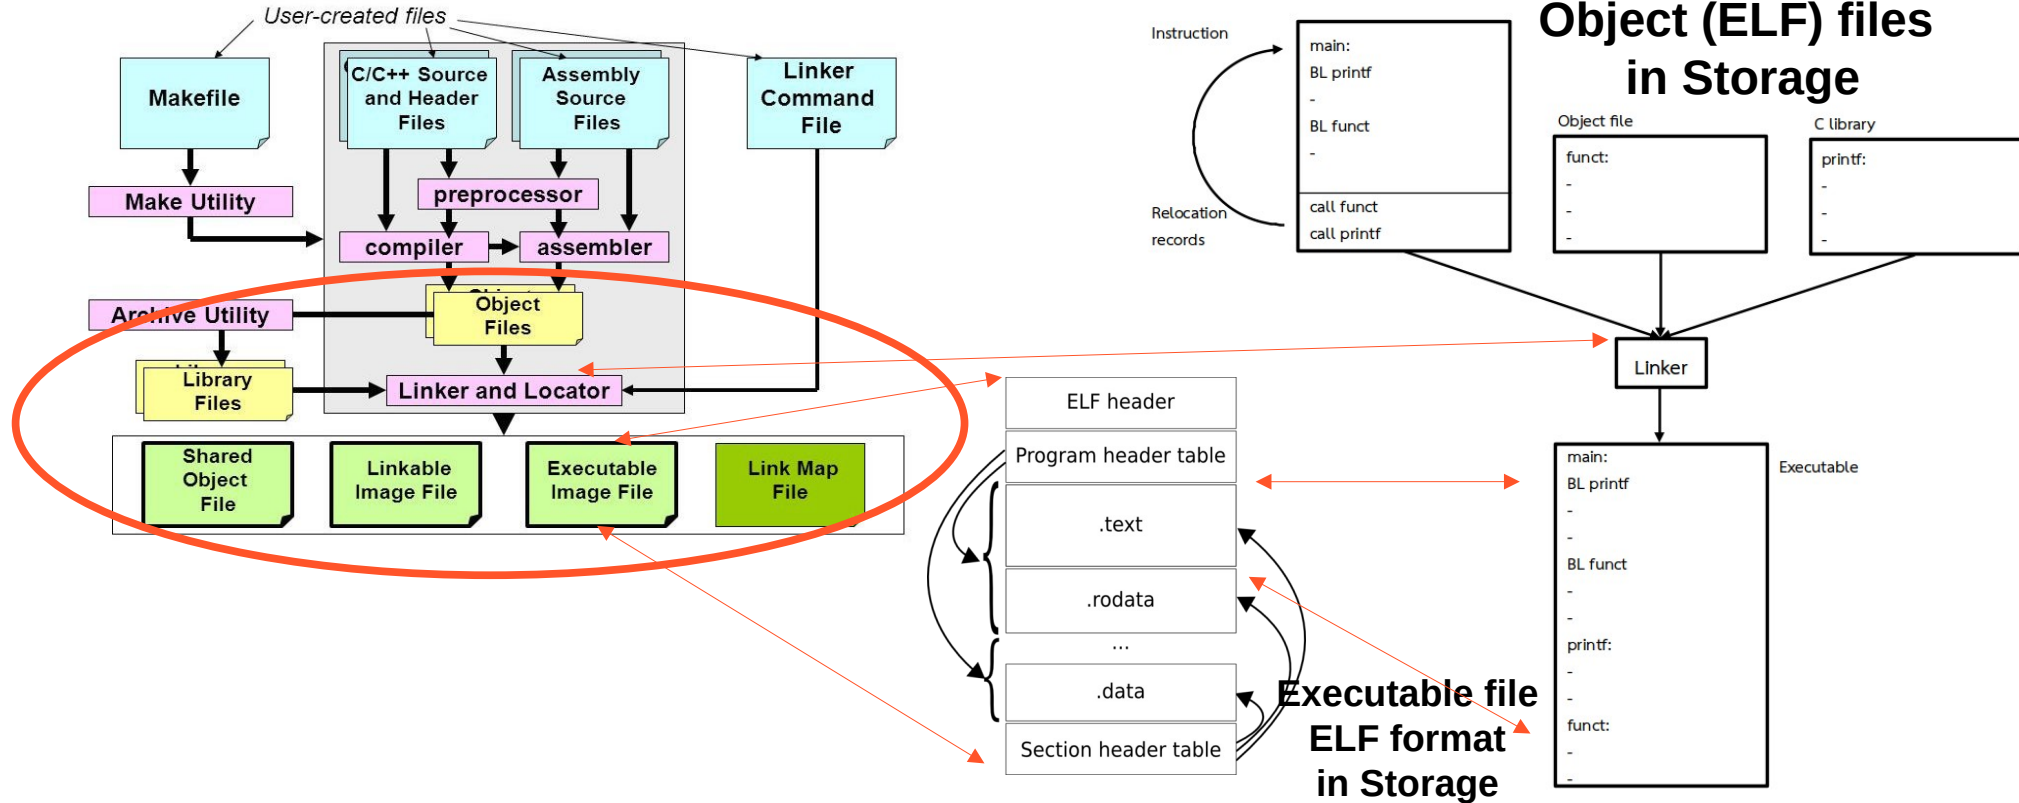 User-created files
Makefile
C/C++ Source
and Header
Files
Assembly
Source
Files
Linker
Command
File
Make Utility
preprocessor
compiler
assembler
Archive Utility
Object
Files
Library
Files
Linker and Locator
Shared
Object
File
Linkable
Image File
Executable
Image File
Link Map
File
ELF header
Program header table
.text
.rodata
...
.data
Section header table
Executable file
ELF format
in Storage
Object (ELF) files
in Storage
Instruction
main:
BL printf
-
BL funct
-
Relocation
records
call funct
call printf
Object file
funct:
-
-
-
C library
printf:
-
-
-
Linker
Executable
main:
BL printf
-
-
BL funct
-
-
printf:
-
-
funct:
-
-